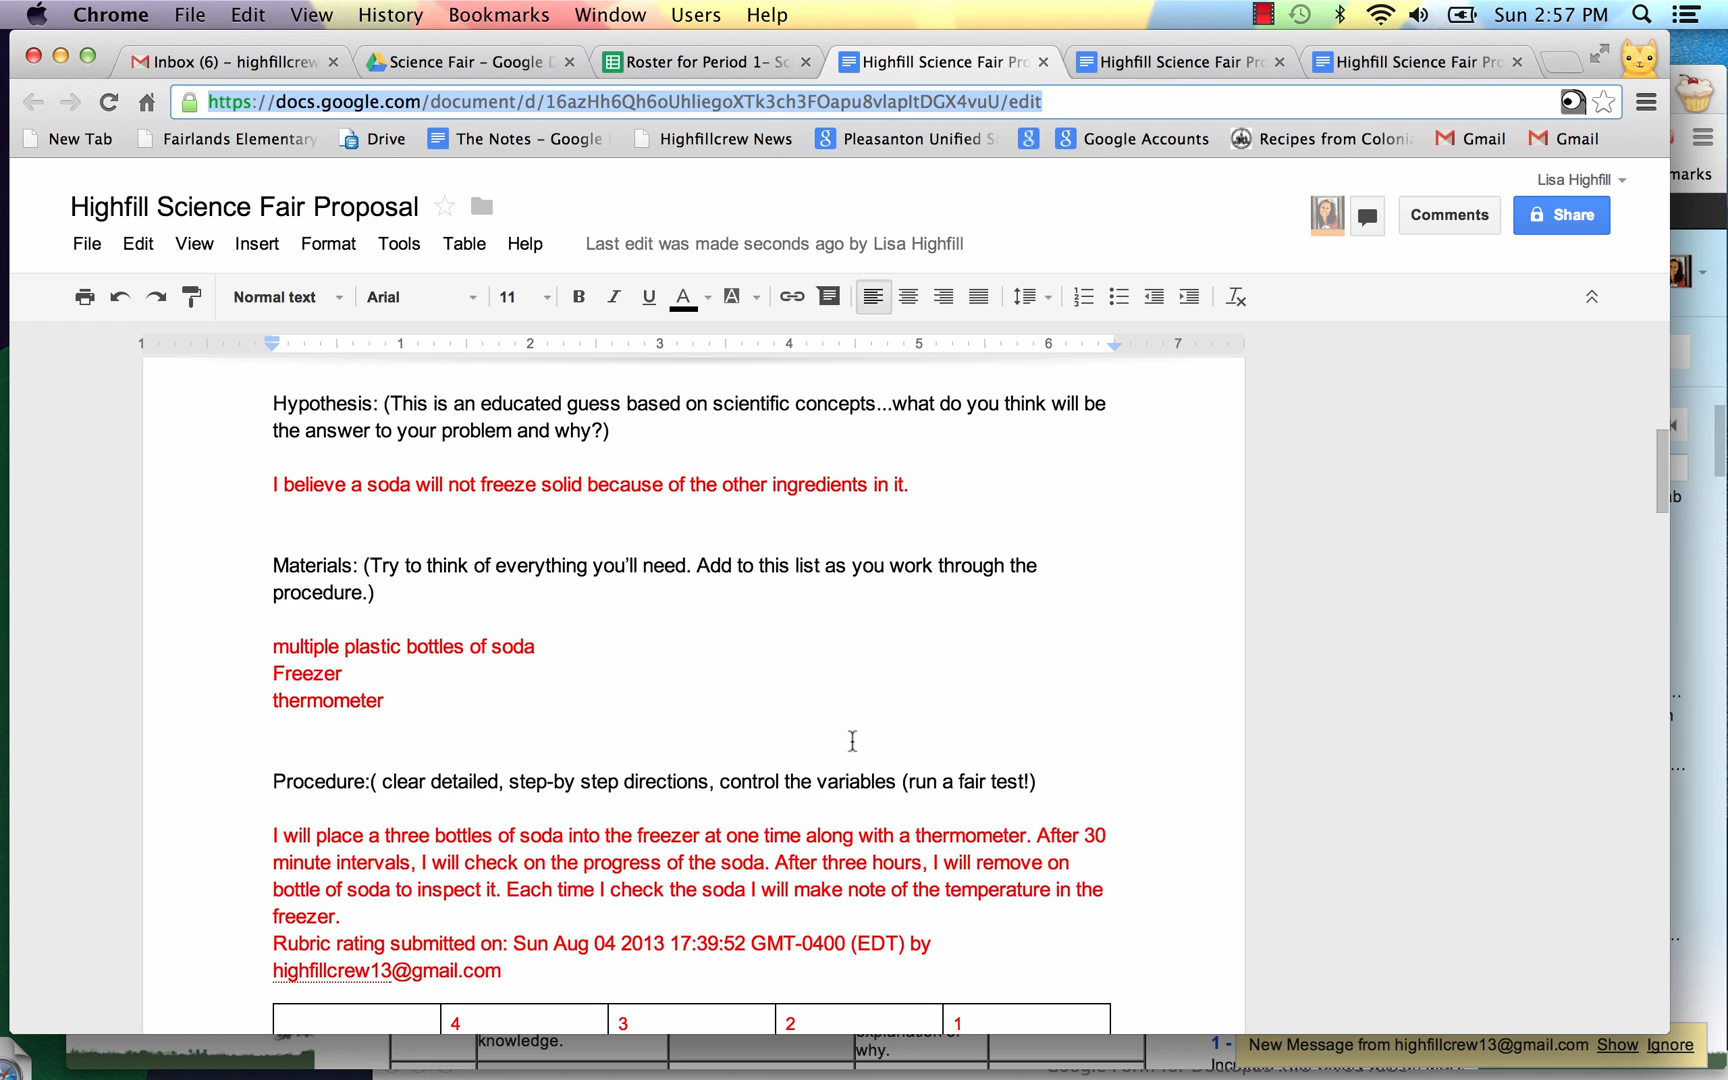 Chrome File Edit View History Bookmarks Window Users Help Sun 2:57 PM
Inbox (6) – highfillcrew Science Fair – Google D Roster for Period 1– Sc Highfill Science Fair Pro Highfill Science Fair Pro Highfill Science Fair Pro
https://docs.google.com/document/d/16azHh6Qh6oUhliegoXTk3ch3FOapu8vlapItDGX4vuU/edit
New Tab Fairlands Elementary Drive The Notes – Google Highfillcrew News Pleasanton Unified S Google Accounts Recipes from Coloni Gmail Gmail
marks
Lisa Highfill
Highfill Science Fair Proposal Comments Share
File Edit View Insert Format Tools Table Help Last edit was made seconds ago by Lisa Highfill
Normal text Arial 11 B I U A A
1 1 2 3 4 5 6 7
Hypothesis: (This is an educated guess based on scientific concepts...what do you think will be
the answer to your problem and why?)
I believe a soda will not freeze solid because of the other ingredients in it.
Materials: (Try to think of everything you'll need. Add to this list as you work through the
procedure.)
multiple plastic bottles of soda
Freezer
thermometer
Procedure:( clear detailed, step-by step directions, control the variables (run a fair test!)
I will place a three bottles of soda into the freezer at one time along with a thermometer. After 30
minute intervals, I will check on the progress of the soda. After three hours, I will remove on
bottle of soda to inspect it. Each time I check the soda I will make note of the temperature in the
freezer.
Rubric rating submitted on: Sun Aug 04 2013 17:39:52 GMT-0400 (EDT) by
highfillcrew13@gmail.com
4 3 2 1
knowledge. why. 1 - New Message from highfillcrew13@gmail.com Show Ignore